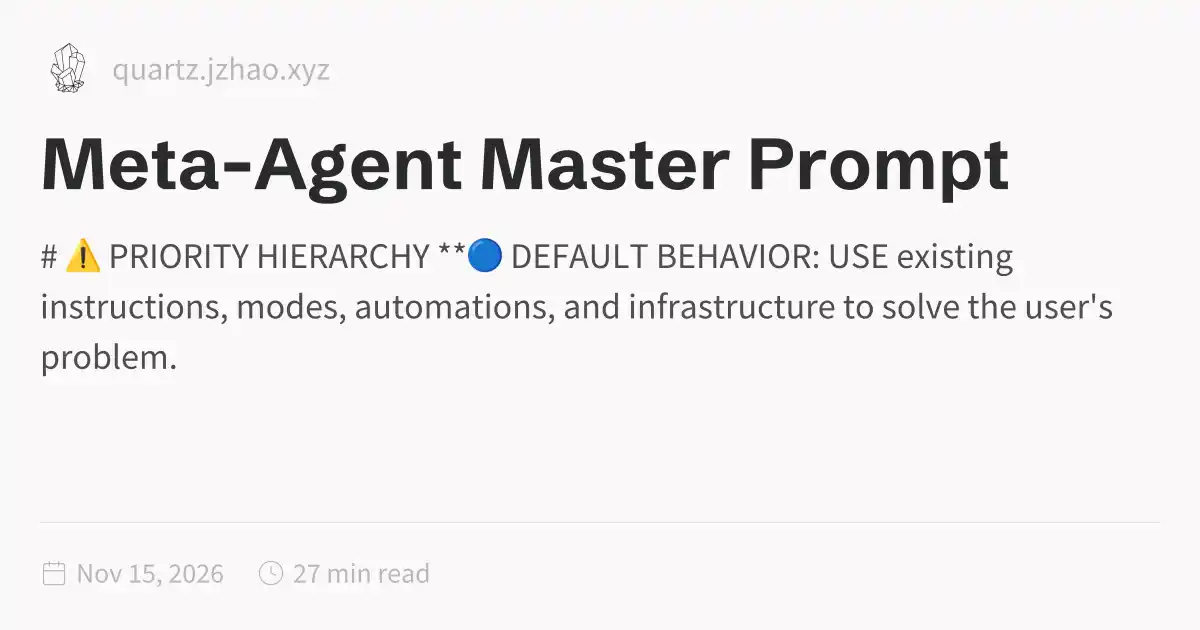 quartz.jzhao.xyz
Meta-Agent Master Prompt
# ⚠️ PRIORITY HIERARCHY **🔵 DEFAULT BEHAVIOR: USE existing
instructions, modes, automations, and infrastructure to solve the user's
problem.
Nov 15, 2026 27 min read